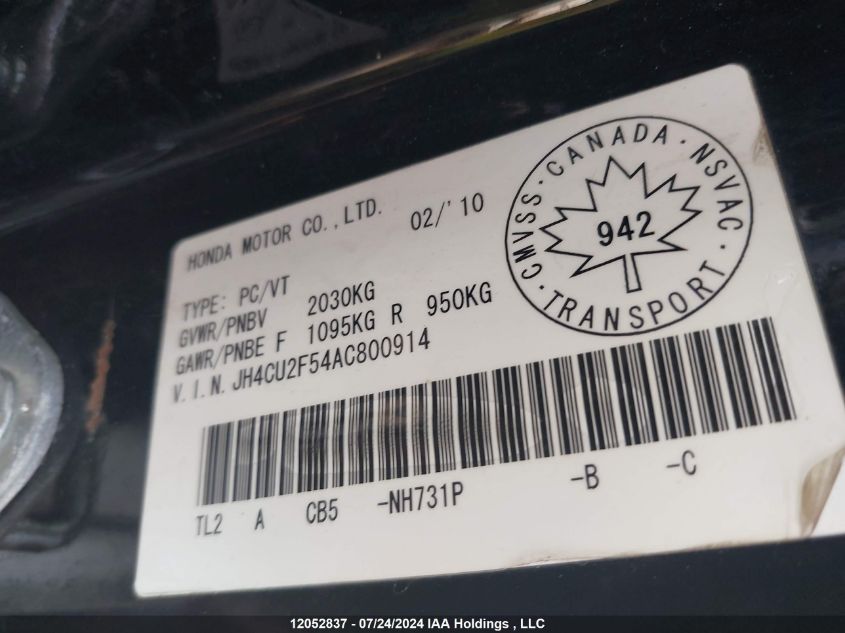 HONDA MOTOR CO.,LTD. 02/'10
TYPE: PC/VT
GVWR/PNBV 2030KG
GAWR/PNBE F 1095KG R 950KG
V.I.N. JH4CU2F54AC800914
CMVSS · CANADA · NSVAC ·
942
TRANSPORT
TL2 A CB5 -NH731P -B -C
12052837 - 07/24/2024 IAA Holdings , LLC